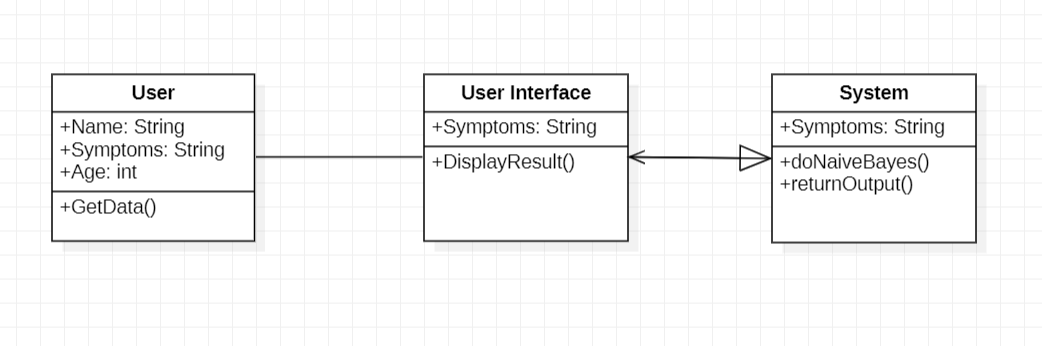 User
+Name: String
+Symptoms: String
+Age: int
+GetData()
User Interface
+Symptoms: String
+DisplayResult()
System
+Symptoms: String
+doNaiveBayes()
+returnOutput()